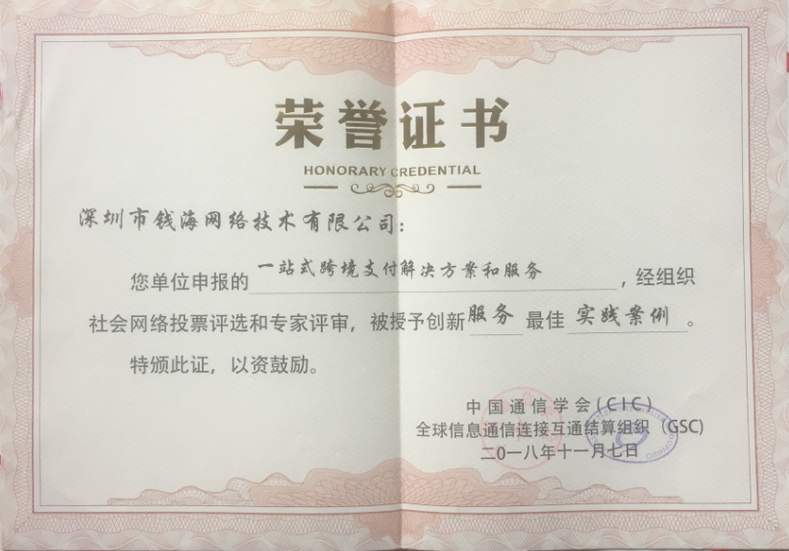 荣誉证书
HONORARY CREDENTIAL
深圳市钱海网络技术有限公司：
您单位申报的一站式跨境支付解决方案和服务，经组织
社会网络投票评选和专家评审，被授予创新服务最佳实践案例。
特颁此证，以资鼓励。
中国通信学会(CIC)
全球信息通信连接互通结算组织（GSC)
二〇一八年十一月七日